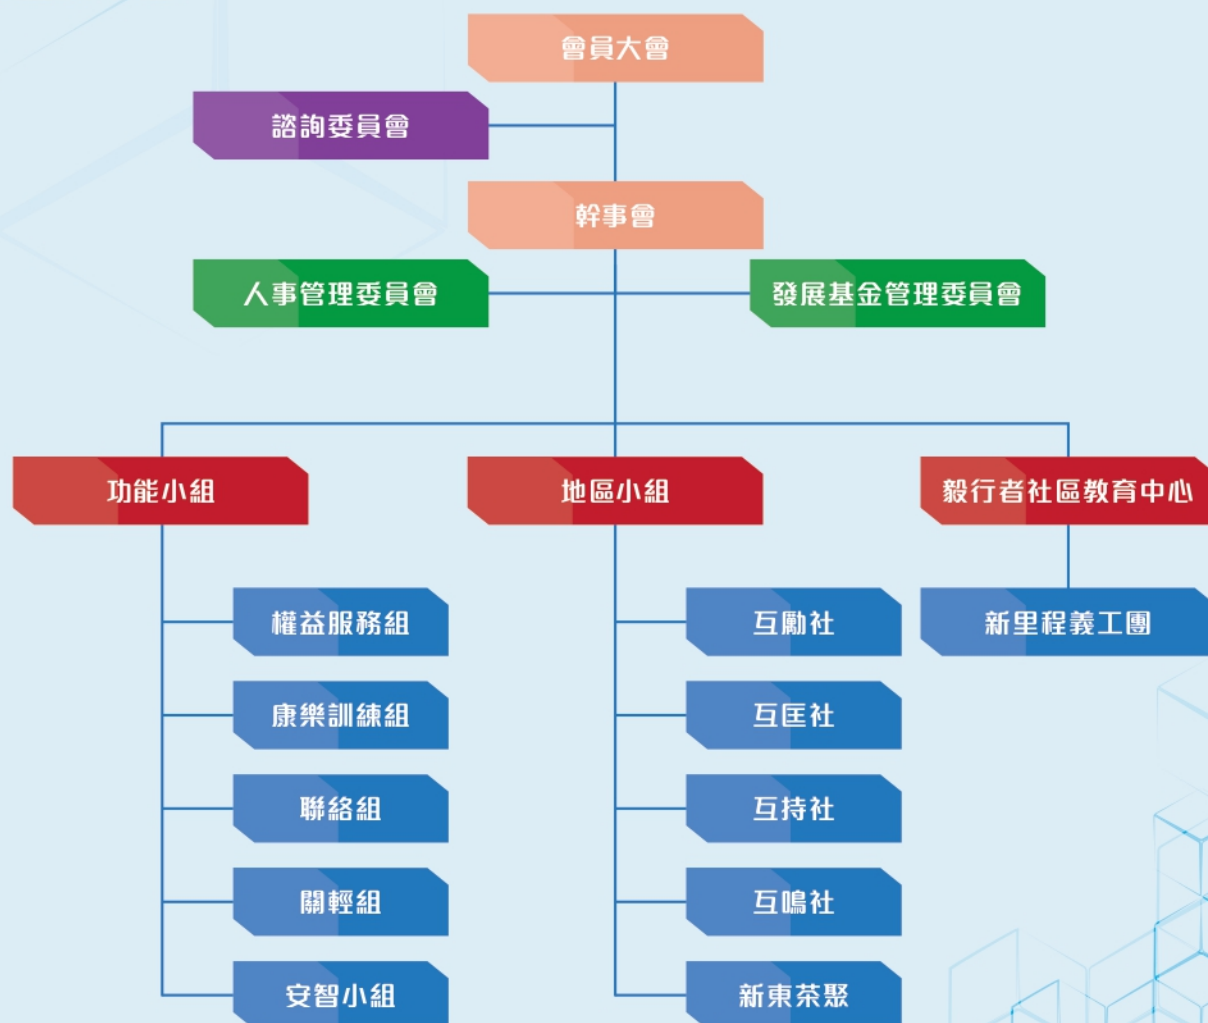 會員大會
諮詢委員會
幹事會
人事管理委員會
發展基金管理委員會
功能小組
地區小組
毅行者社區教育中心
權益服務組
互勵社
新里程義工團
康樂訓練組
互匡社
聯絡組
互持社
關輕組
互鳴社
安智小組
新東茶聚